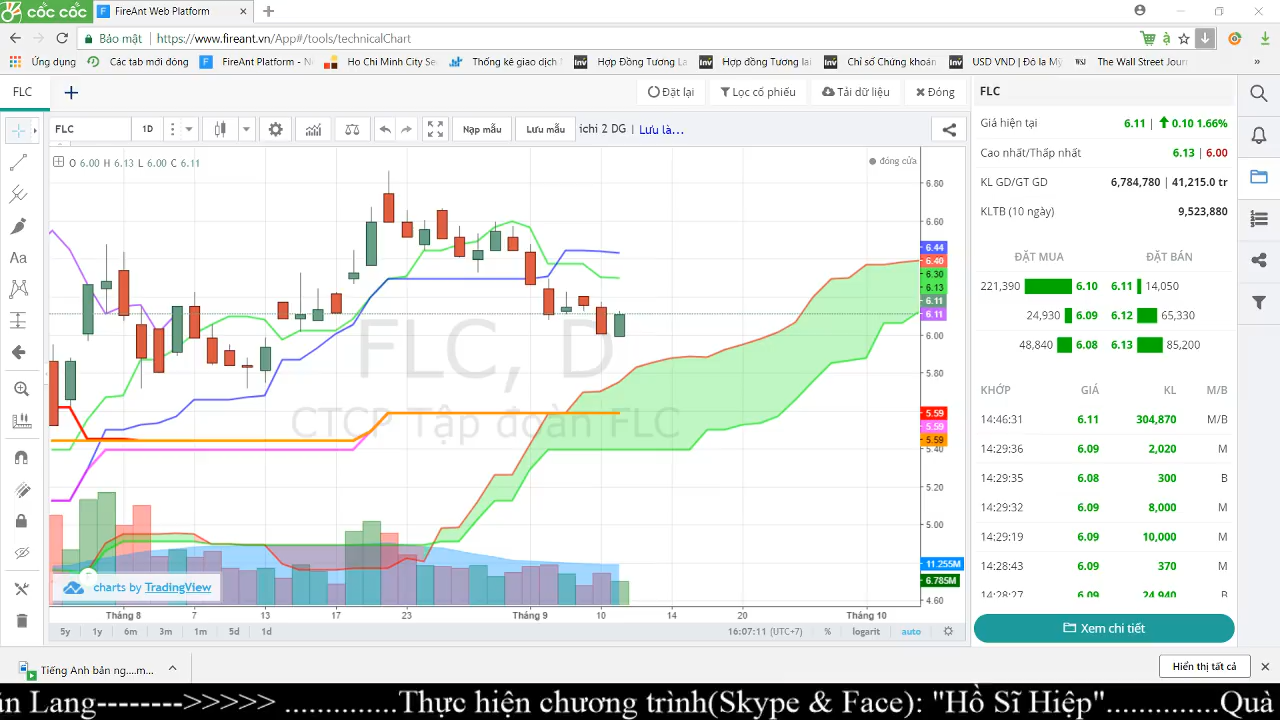 cốc cốc
FireAnt Web Platform
Bảo mật
https://www.fireant.vn/App#/tools/technicalChart
Ứng dụng
Các tab mới đóng
FireAnt Platform - N
Ho Chi Minh City Se
Thống kê giao dịch
Hợp Đồng Tương La
Hợp đồng Tương lai
Chỉ số Chứng khoán
USD VND | Đô la Mỹ
The Wall Street Jour
FLC
Đặt lại
Lọc cổ phiếu
Tải dữ liệu
Đóng
FLC
1D
Nạp mẫu
Lưu mẫu
ichi 2 DG
Lưu là...
O 6.00 H 6.13 L 6.00 C 6.11
đóng cửa
FLC, D
CTCP Tập đoàn FLC
6.80
6.60
6.44
6.40
6.30
6.13
6.11
6.11
6.00
5.80
5.59
5.59
5.59
5.40
5.20
5.00
11.255M
6.785M
4.60
charts by TradingView
Tháng 8
7
13
17
23
Tháng 9
10
14
20
Tháng 10
5y
1y
6m
3m
1m
5d
1d
16:07:11 (UTC+7)
%
logarit
auto
FLC
Giá hiện tại
6.11 | 0.10 1.66%
Cao nhất/Thấp nhất
6.13 | 6.00
KL GD/GT GD
6,784,780 | 41,215.0 tr
KLTB (10 ngày)
9,523,880
ĐẶT MUA
ĐẶT BÁN
221,390 6.10 6.11 14,050
24,930 6.09 6.12 65,330
48,840 6.08 6.13 85,200
KHỚP GIÁ KL M/B
14:46:31 6.11 304,870 M/B
14:29:36 6.09 2,020 M
14:29:35 6.08 300 B
14:29:32 6.09 8,000 M
14:29:19 6.09 10,000 M
14:28:43 6.09 370 M
14:28:27 6.09 24,940 M
Xem chi tiết
Tiếng Anh bản ng....m...
Hiển thị tất cả
ăn Lang-------->>>>> ..............Thực hiện chương trình(Skype & Face): "Hồ Sĩ Hiệp"..............Quà